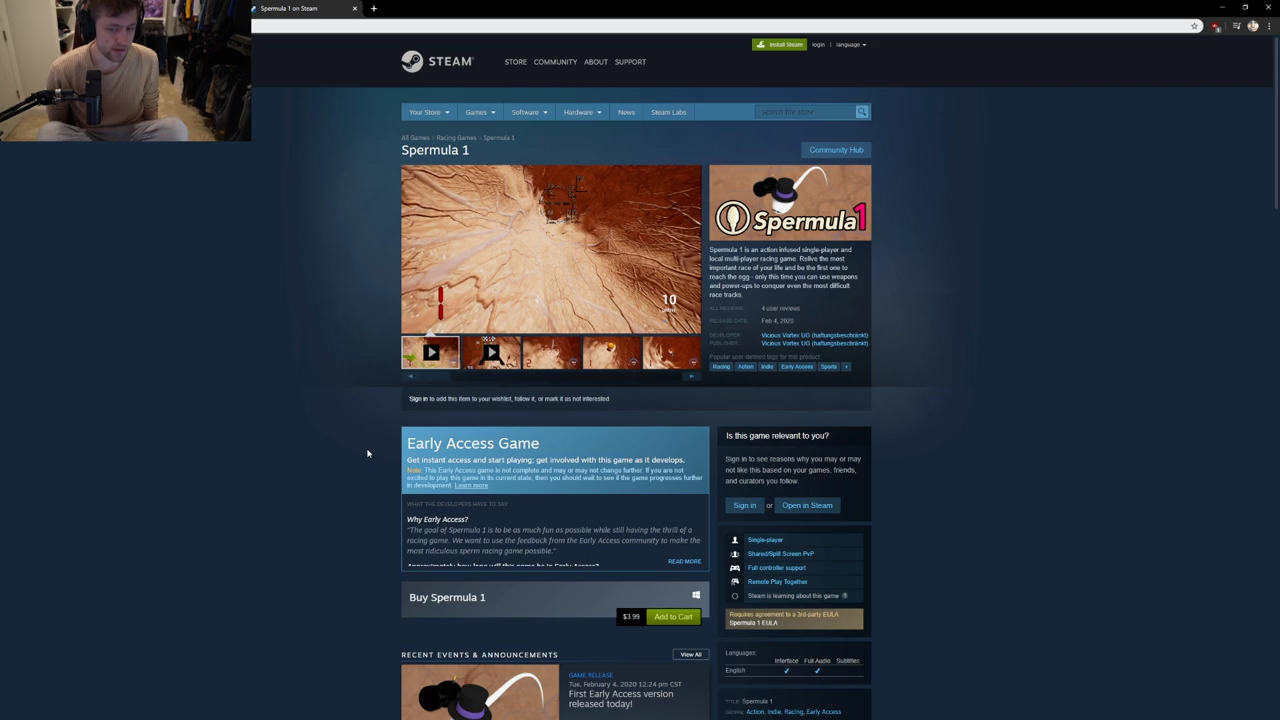 Spermula 1 on Steam
STEAM
STORE COMMUNITY ABOUT SUPPORT
Install Steam login | language
Your Store Games Software Hardware News Steam Labs
search the store
All Games > Racing Games > Spermula 1
Spermula 1
Community Hub
10
Spermula1
Spermula 1 is an action infused single-player and
local multi-player racing game. Relive the most
important race of your life and be the first one to
reach the egg - only this time you can use weapons
and power-ups to conquer even the most difficult
race tracks.
ALL REVIEWS: 4 user reviews
RELEASE DATE: Feb 4, 2020
DEVELOPER: Vicious Vortex UG (haftungsbeschränkt)
PUBLISHER: Vicious Vortex UG (haftungsbeschränkt)
Popular user-defined tags for this product:
Racing Action Indie Early Access Sports +
Sign in to add this item to your wishlist, follow it, or mark it as not interested
Early Access Game
Get instant access and start playing; get involved with this game as it develops.
Note: This Early Access game is not complete and may or may not change further. If you are not
excited to play this game in its current state, then you should wait to see if the game progresses further
in development. Learn more
WHAT THE DEVELOPERS HAVE TO SAY:
Why Early Access?
"The goal of Spermula 1 is to be as much fun as possible while still having the thrill of a
racing game. We want to use the feedback from the Early Access community to make the
most ridiculous sperm racing game possible."
Approximately how long will this game be in Early Access?
READ MORE
Is this game relevant to you?
Sign in to see reasons why you may or may
not like this based on your games, friends,
and curators you follow.
Sign in or Open in Steam
Single-player
Shared/Split Screen PvP
Full controller support
Remote Play Together
Steam is learning about this game ?
Requires agreement to a 3rd-party EULA
Spermula 1 EULA
Buy Spermula 1
$3.99 Add to Cart
Languages:
Interface Full Audio Subtitles
English ✔ ✔
RECENT EVENTS & ANNOUNCEMENTS View All
GAME RELEASE
Tue, February 4, 2020 12:24 pm CST
First Early Access version
released today!
TITLE: Spermula 1
GENRE: Action, Indie, Racing, Early Access